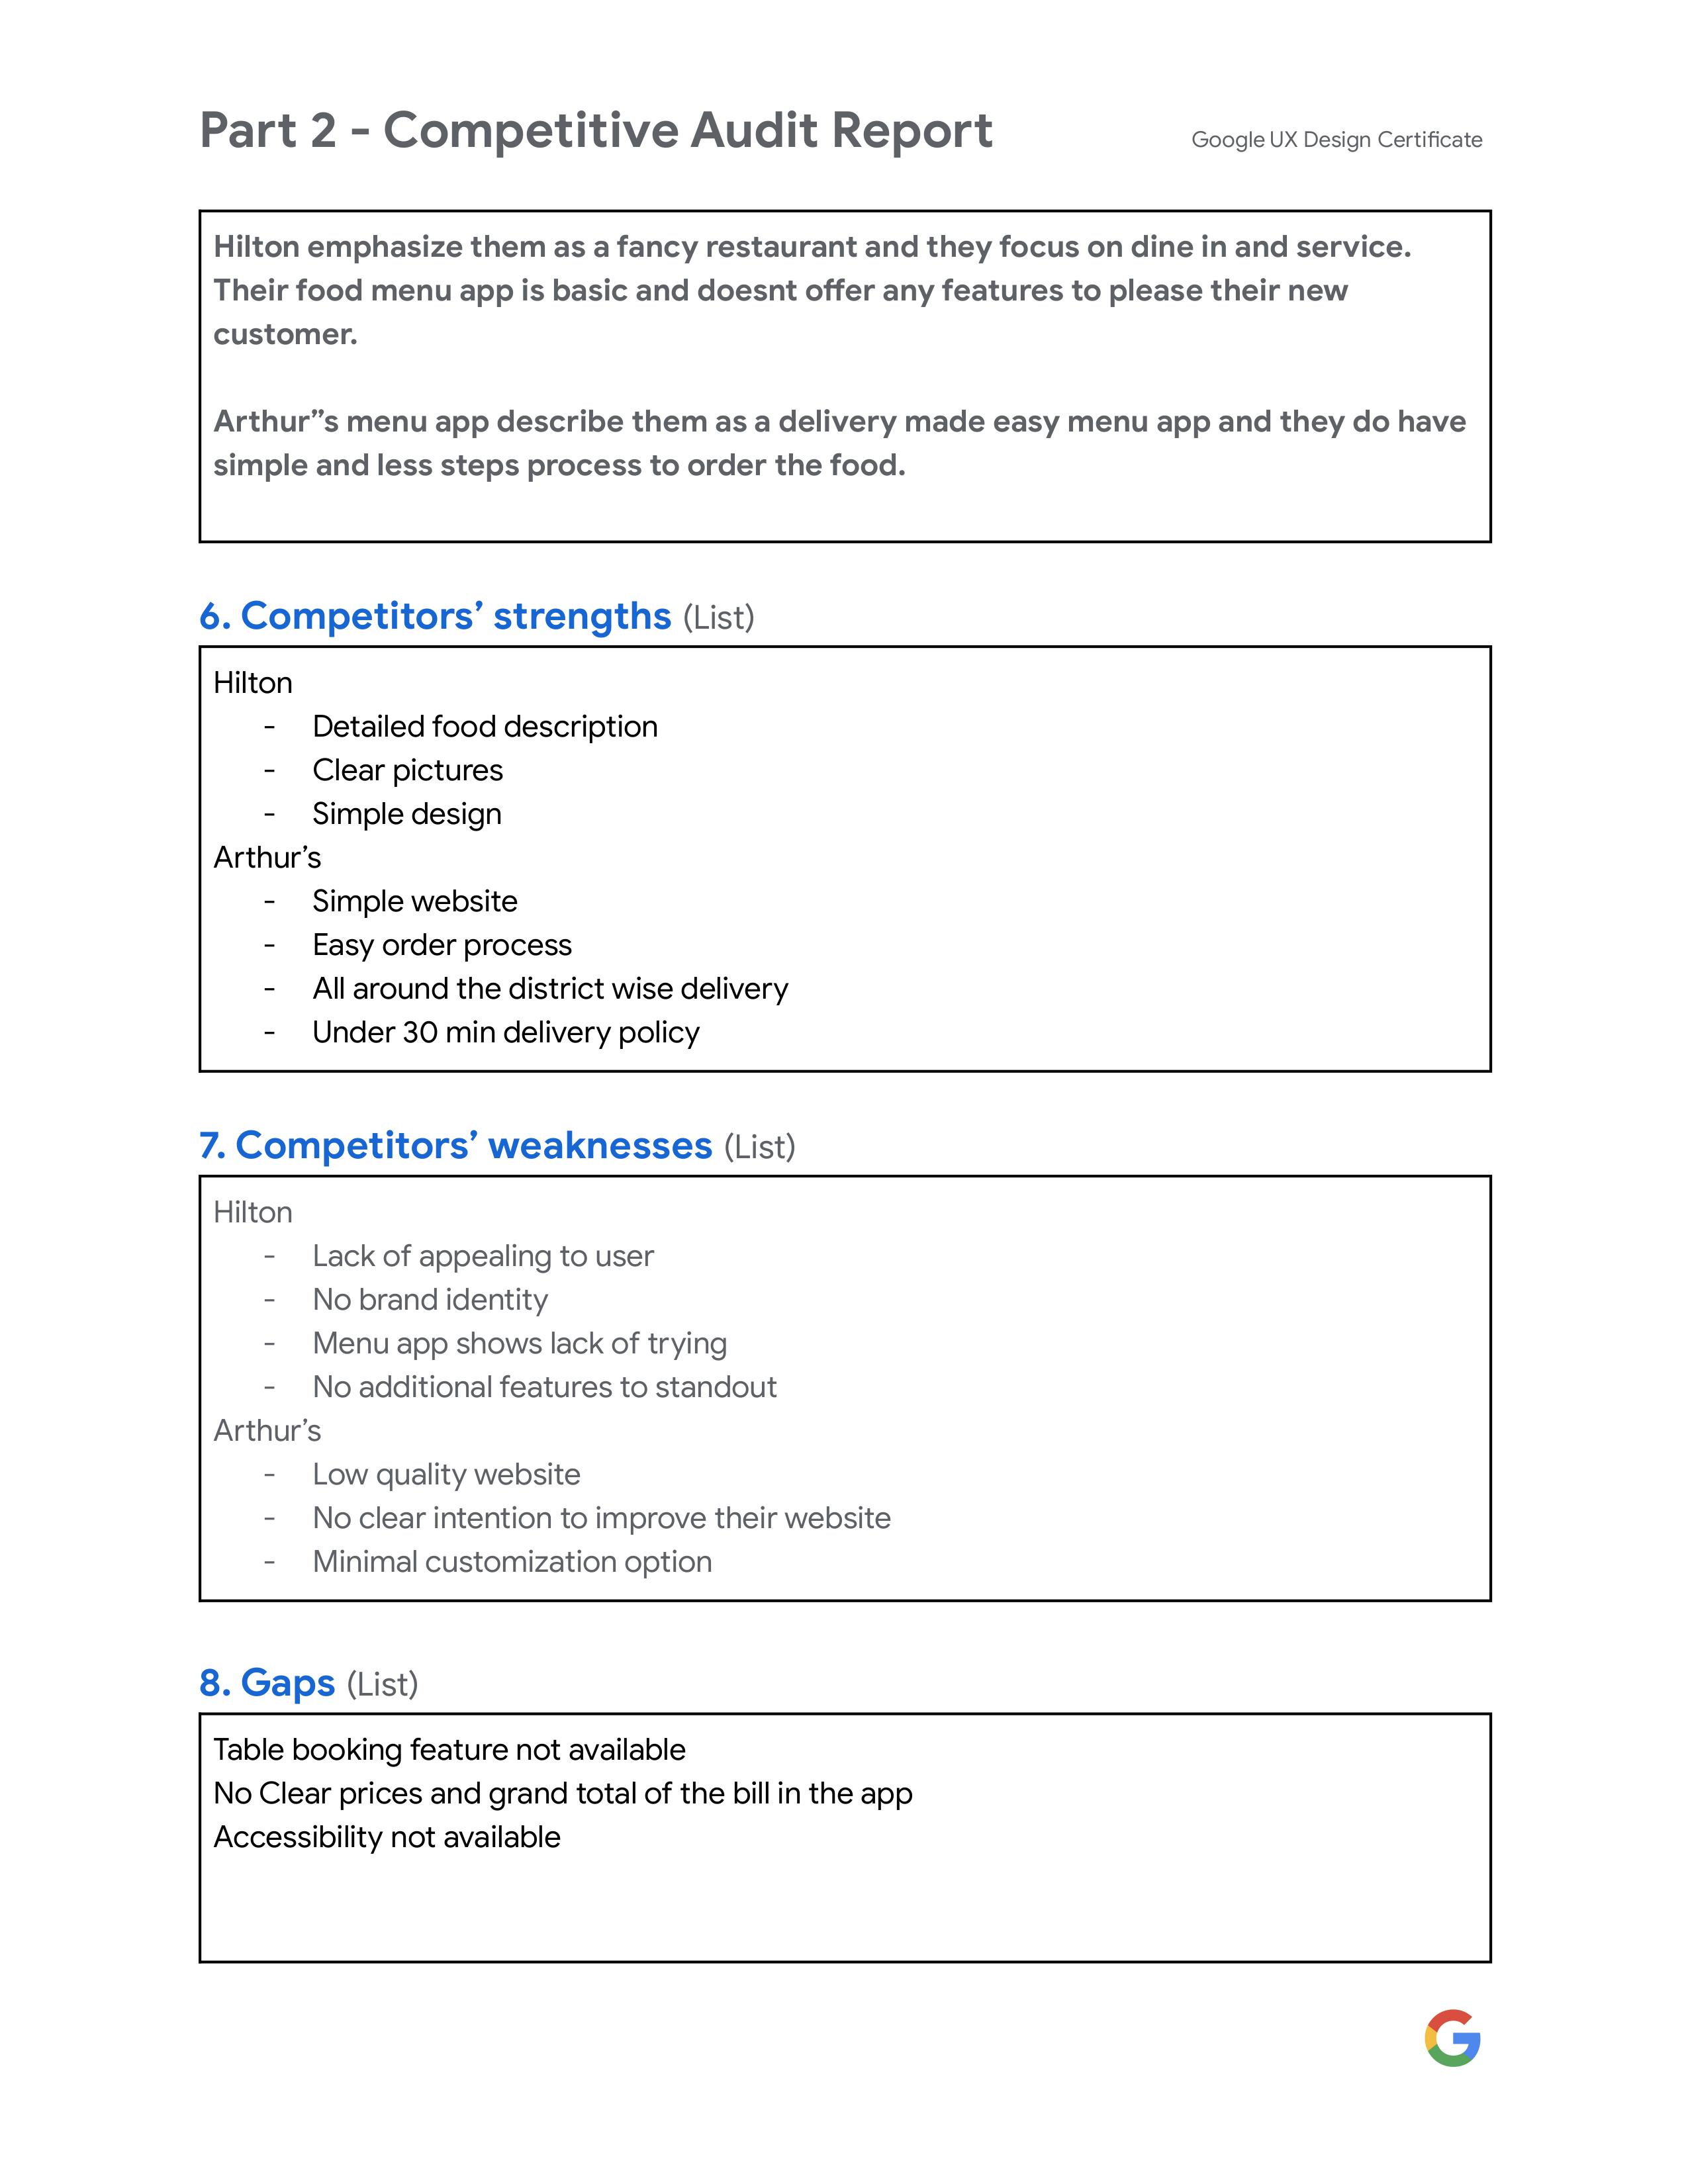 Part 2 - Competitive Audit Report
Google UX Design Certificate
Hilton emphasize them as a fancy restaurant and they focus on dine in and service.
Their food menu app is basic and doesnt offer any features to please their new
customer.
Arthur”s menu app describe them as a delivery made easy menu app and they do have
simple and less steps process to order the food.
6. Competitors’ strengths (List)
Hilton
- Detailed food description
- Clear pictures
- Simple design
Arthur’s
- Simple website
- Easy order process
- All around the district wise delivery
- Under 30 min delivery policy
7. Competitors’ weaknesses (List)
Hilton
- Lack of appealing to user
- No brand identity
- Menu app shows lack of trying
- No additional features to standout
Arthur’s
- Low quality website
- No clear intention to improve their website
- Minimal customization option
8. Gaps (List)
Table booking feature not available
No Clear prices and grand total of the bill in the app
Accessibility not available
G